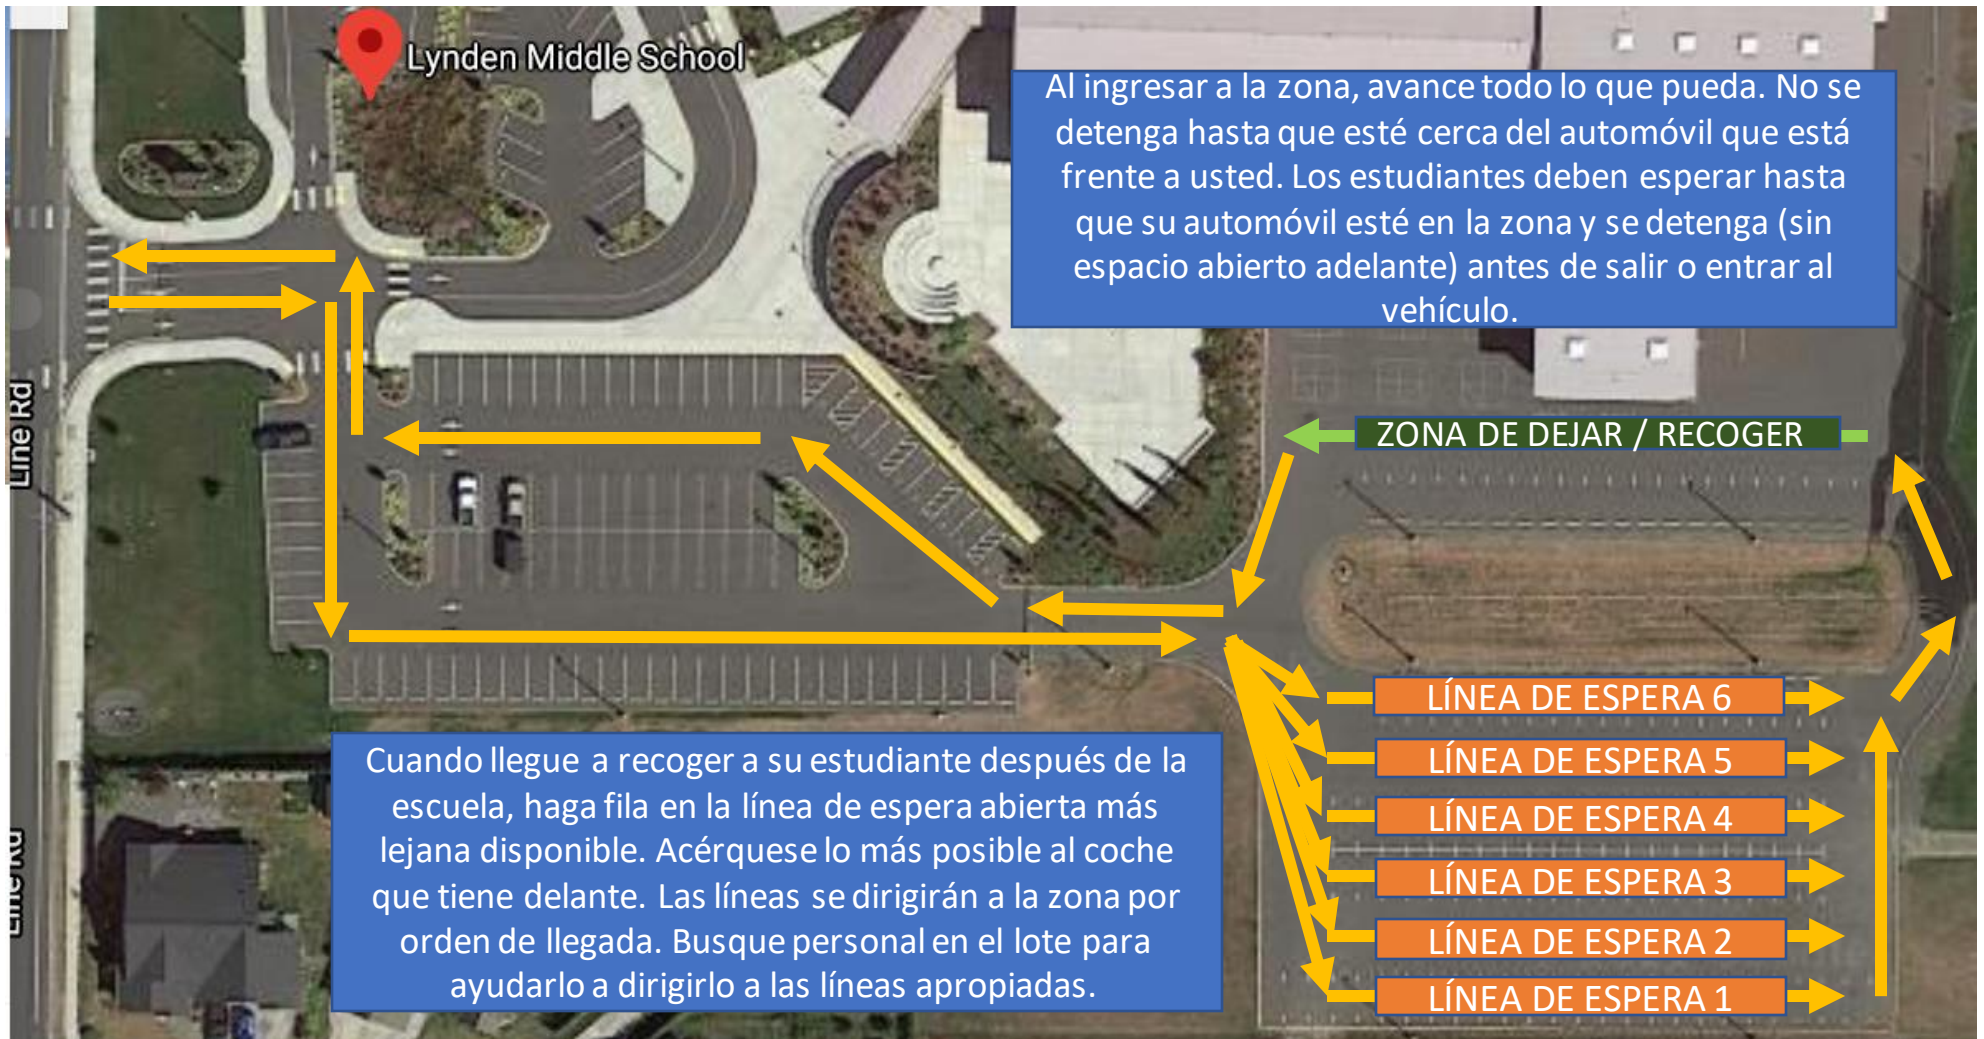 Lynden Middle School
Al ingresar a la zona, avance todo lo que pueda. No se
detenga hasta que esté cerca del automóvil que está
frente a usted. Los estudiantes deben esperar hasta
que su automóvil esté en la zona y se detenga (sin
espacio abierto adelante) antes de salir o entrar al
vehículo.
Line Rd
ZONA DE DEJAR / RECOGER
LÍNEA DE ESPERA 6
LÍNEA DE ESPERA 5
LÍNEA DE ESPERA 4
LÍNEA DE ESPERA 3
LÍNEA DE ESPERA 2
LÍNEA DE ESPERA 1
Cuando llegue a recoger a su estudiante después de la
escuela, haga fila en la línea de espera abierta más
lejana disponible. Acérquese lo más posible al coche
que tiene delante. Las líneas se dirigirán a la zona por
orden de llegada. Busque personal en el lote para
ayudarlo a dirigirlo a las líneas apropiadas.
Line Rd